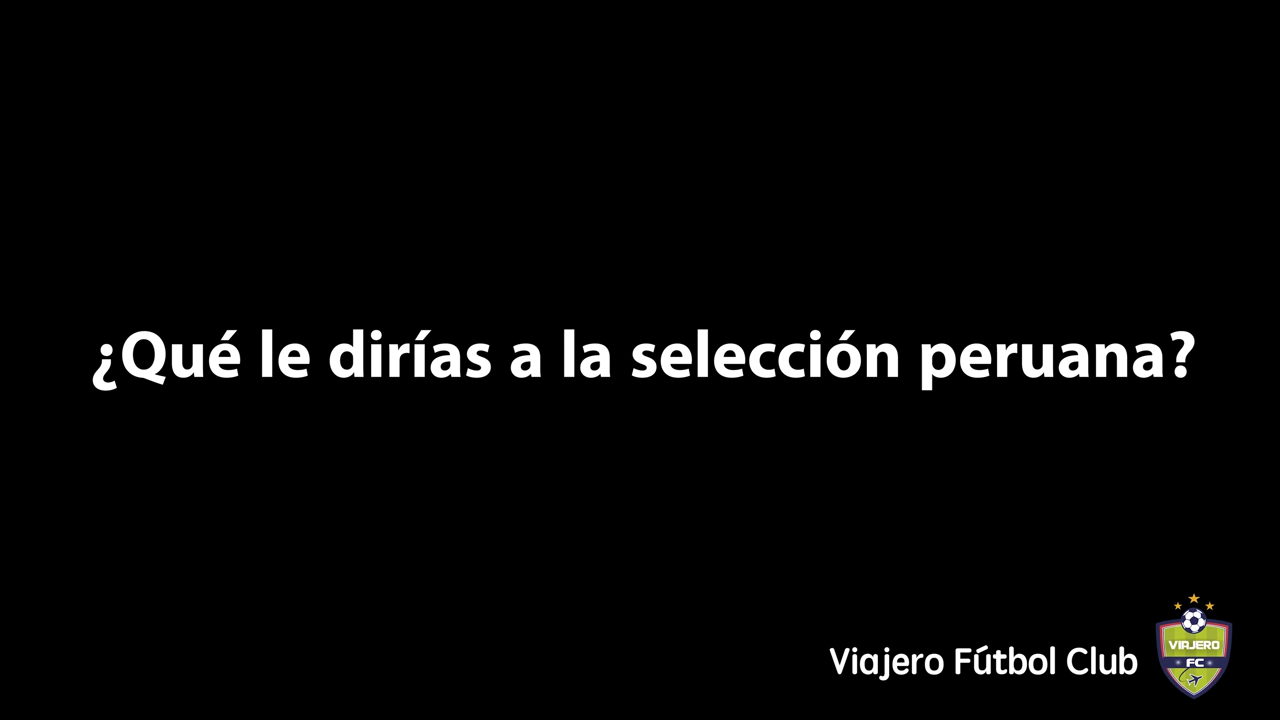 ¿Qué le dirías a la selección peruana?
Viajero Fútbol Club
VIAJERO
FC